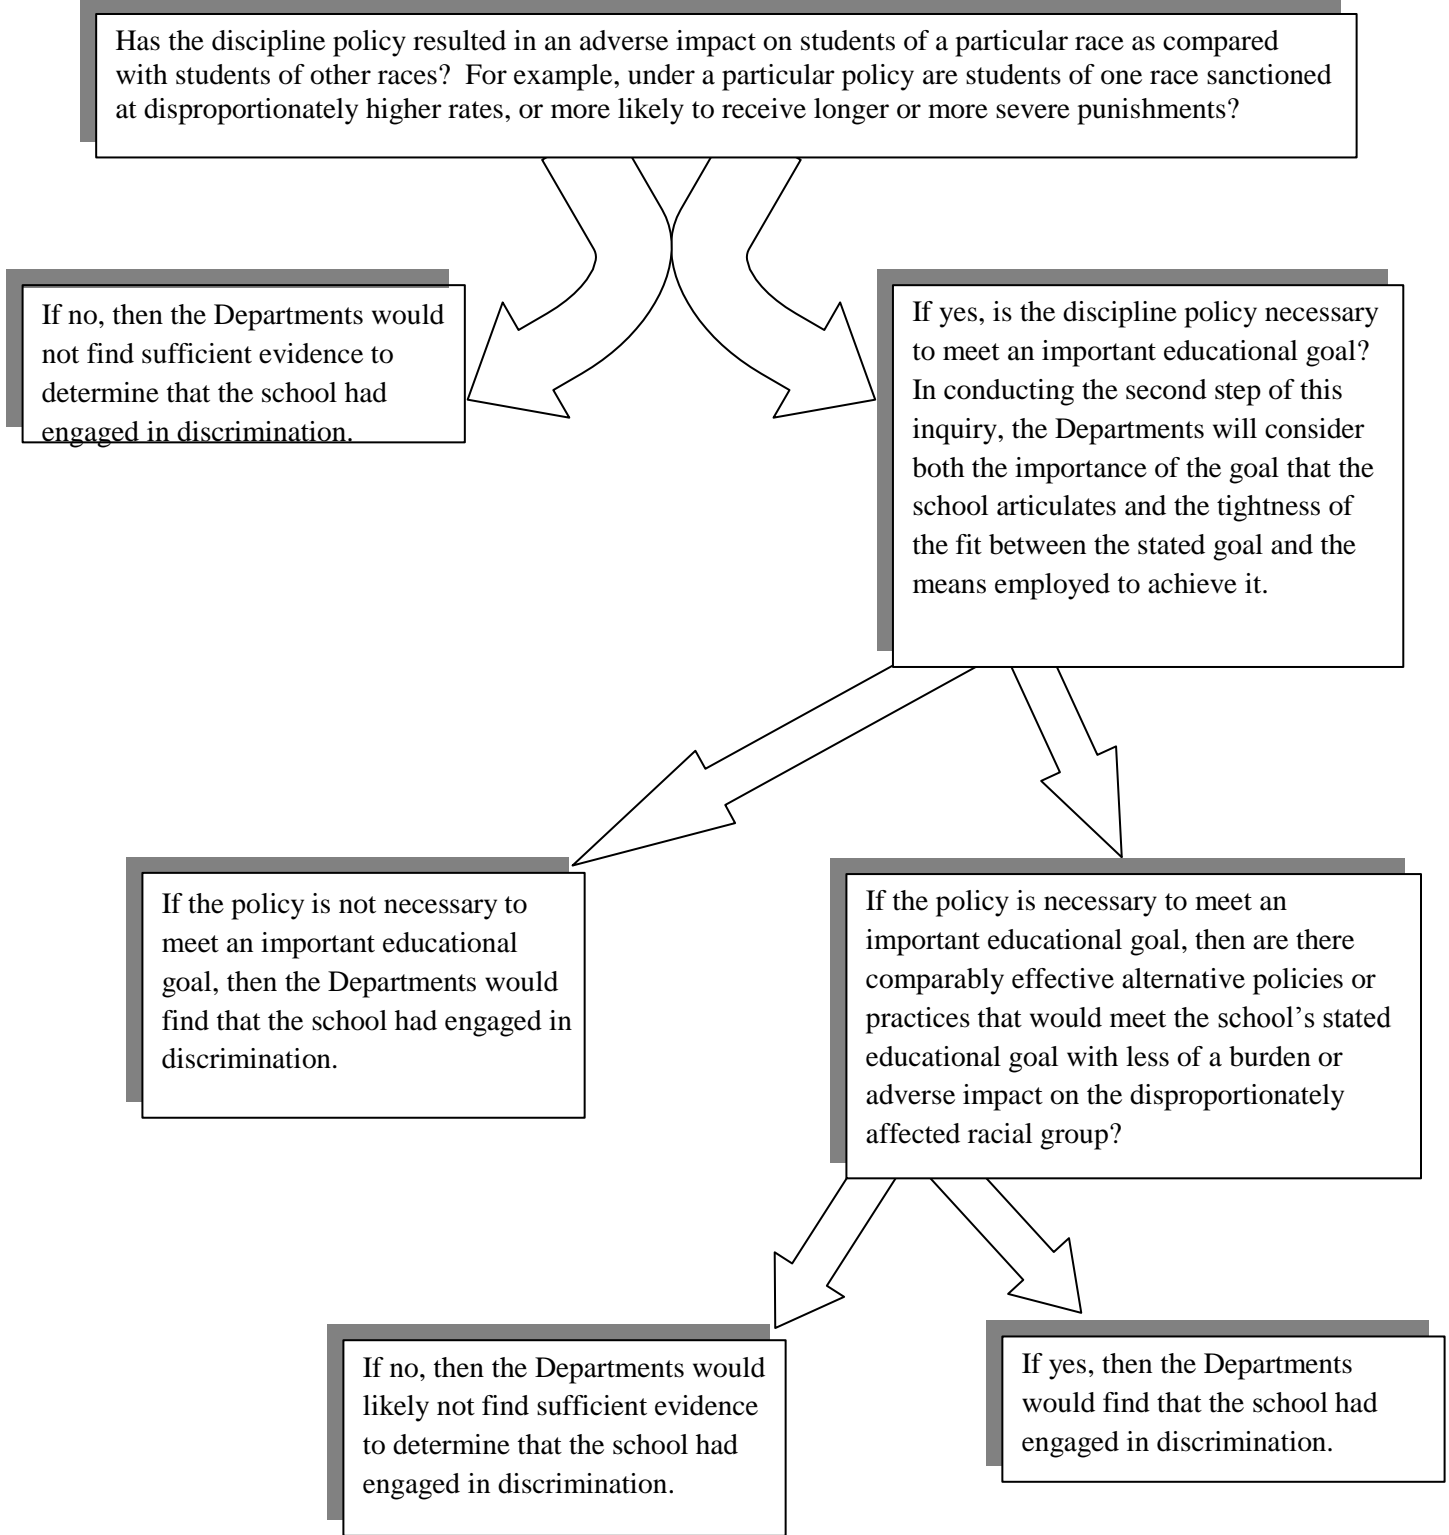 Has the discipline policy resulted in an adverse impact on students of a particular race as compared
with students of other races?  For example, under a particular policy are students of one race sanctioned
at disproportionately higher rates, or more likely to receive longer or more severe punishments?
If no, then the Departments would
not find sufficient evidence to
determine that the school had
engaged in discrimination.
If yes, is the discipline policy necessary
to meet an important educational goal?
In conducting the second step of this
inquiry, the Departments will consider
both the importance of the goal that the
school articulates and the tightness of
the fit between the stated goal and the
means employed to achieve it.
If the policy is not necessary to
meet an important educational
goal, then the Departments would
find that the school had engaged in
discrimination.
If the policy is necessary to meet an
important educational goal, then are there
comparably effective alternative policies or
practices that would meet the school’s stated
educational goal with less of a burden or
adverse impact on the disproportionately
affected racial group?
If no, then the Departments would
likely not find sufficient evidence
to determine that the school had
engaged in discrimination.
If yes, then the Departments
would find that the school had
engaged in discrimination.